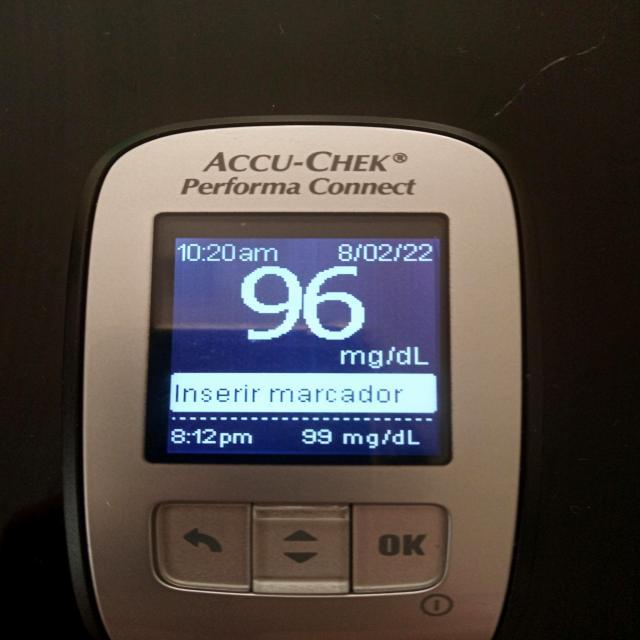 ACCU-CHEK®
Performa Connect
10:20am 8/02/22
96
mg/dL
Inserir marcador
8:12pm 99 mg/dL
OK